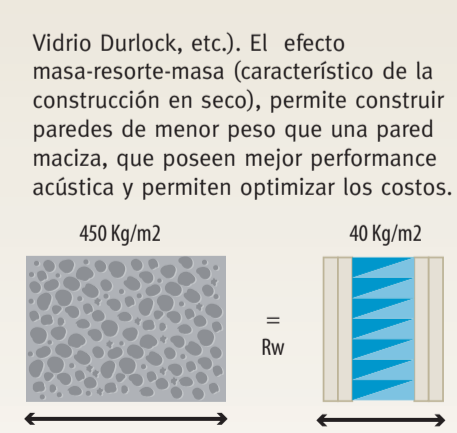 Vidrio Durlock, etc.). El efecto
masa-resorte-masa (característico de la
construcción en seco), permite construir
paredes de menor peso que una pared
maciza, que poseen mejor performance
acústica y permiten optimizar los costos.
450 Kg/m2
40 Kg/m2
=
Rw